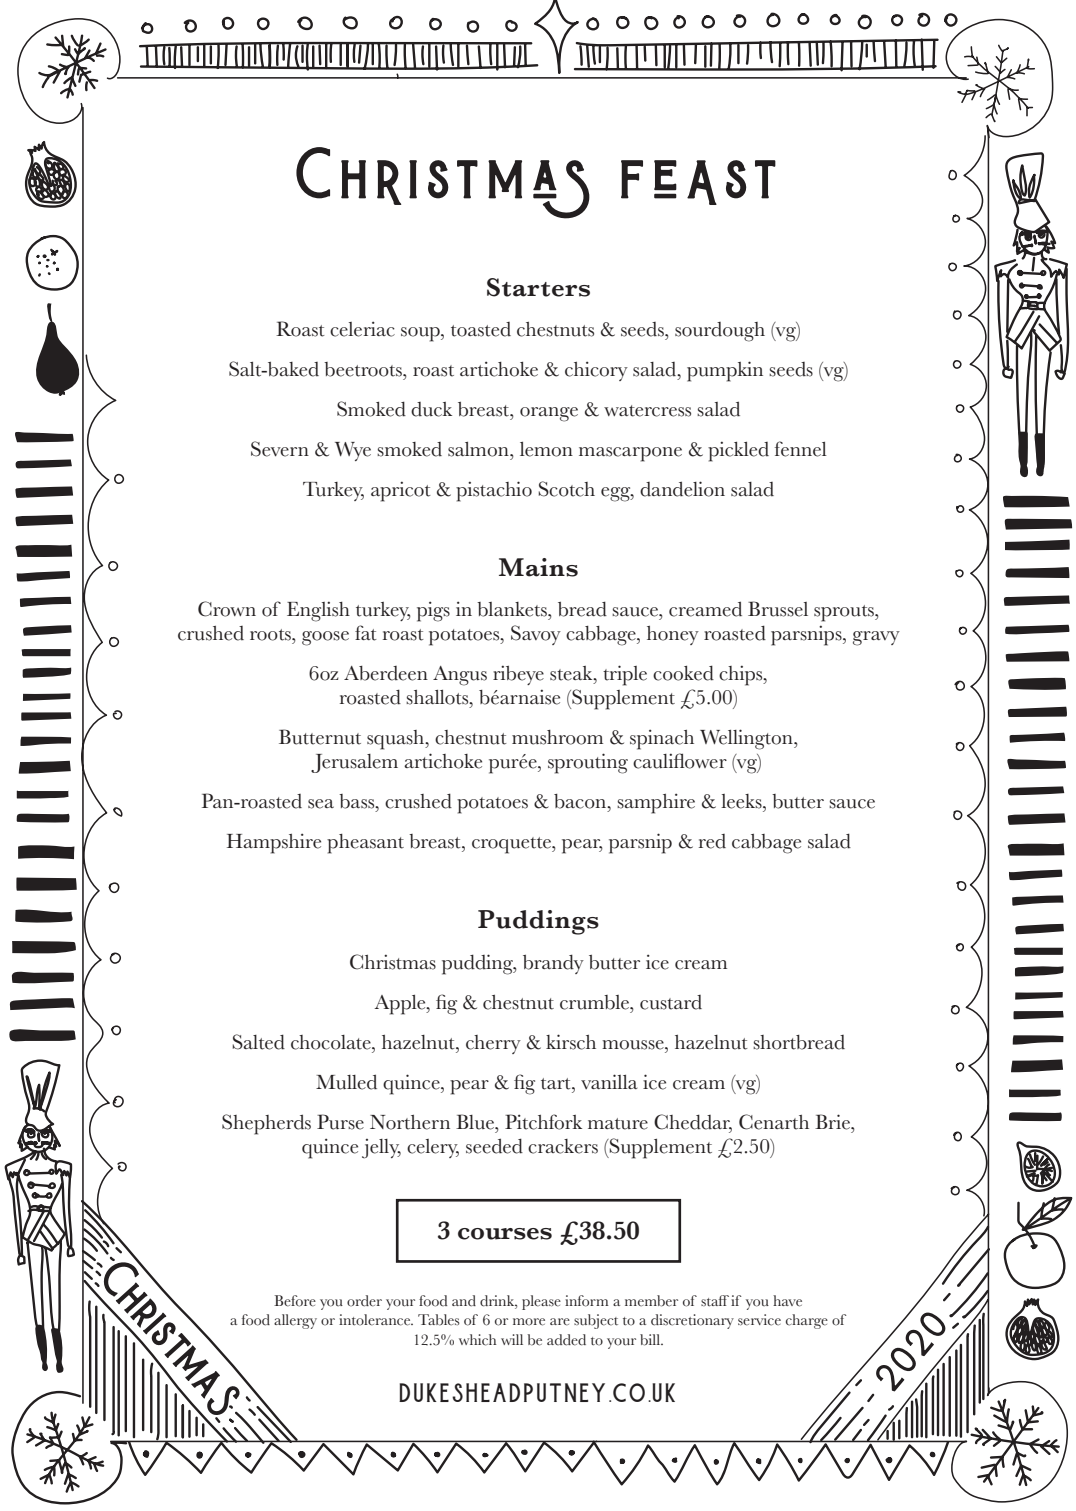 CHRISTMAS FEAST
Starters
Roast celeriac soup, toasted chestnuts & seeds, sourdough (vg)
Salt-baked beetroots, roast artichoke & chicory salad, pumpkin seeds (vg)
Smoked duck breast, orange & watercress salad
Severn & Wye smoked salmon, lemon mascarpone & pickled fennel
Turkey, apricot & pistachio Scotch egg, dandelion salad
Mains
Crown of English turkey, pigs in blankets, bread sauce, creamed Brussel sprouts,
crushed roots, goose fat roast potatoes, Savoy cabbage, honey roasted parsnips, gravy
6oz Aberdeen Angus ribeye steak, triple cooked chips,
roasted shallots, béarnaise (Supplement £5.00)
Butternut squash, chestnut mushroom & spinach Wellington,
Jerusalem artichoke purée, sprouting cauliflower (vg)
Pan-roasted sea bass, crushed potatoes & bacon, samphire & leeks, butter sauce
Hampshire pheasant breast, croquette, pear, parsnip & red cabbage salad
Puddings
Christmas pudding, brandy butter ice cream
Apple, fig & chestnut crumble, custard
Salted chocolate, hazelnut, cherry & kirsch mousse, hazelnut shortbread
Mulled quince, pear & fig tart, vanilla ice cream (vg)
Shepherds Purse Northern Blue, Pitchfork mature Cheddar, Cenarth Brie,
quince jelly, celery, seeded crackers (Supplement £2.50)
3 courses £38.50
Before you order your food and drink, please inform a member of staff if you have
a food allergy or intolerance. Tables of 6 or more are subject to a discretionary service charge of
12.5% which will be added to your bill.
DUKESHEADPUTNEY.CO.UK
CHRISTMAS
2020